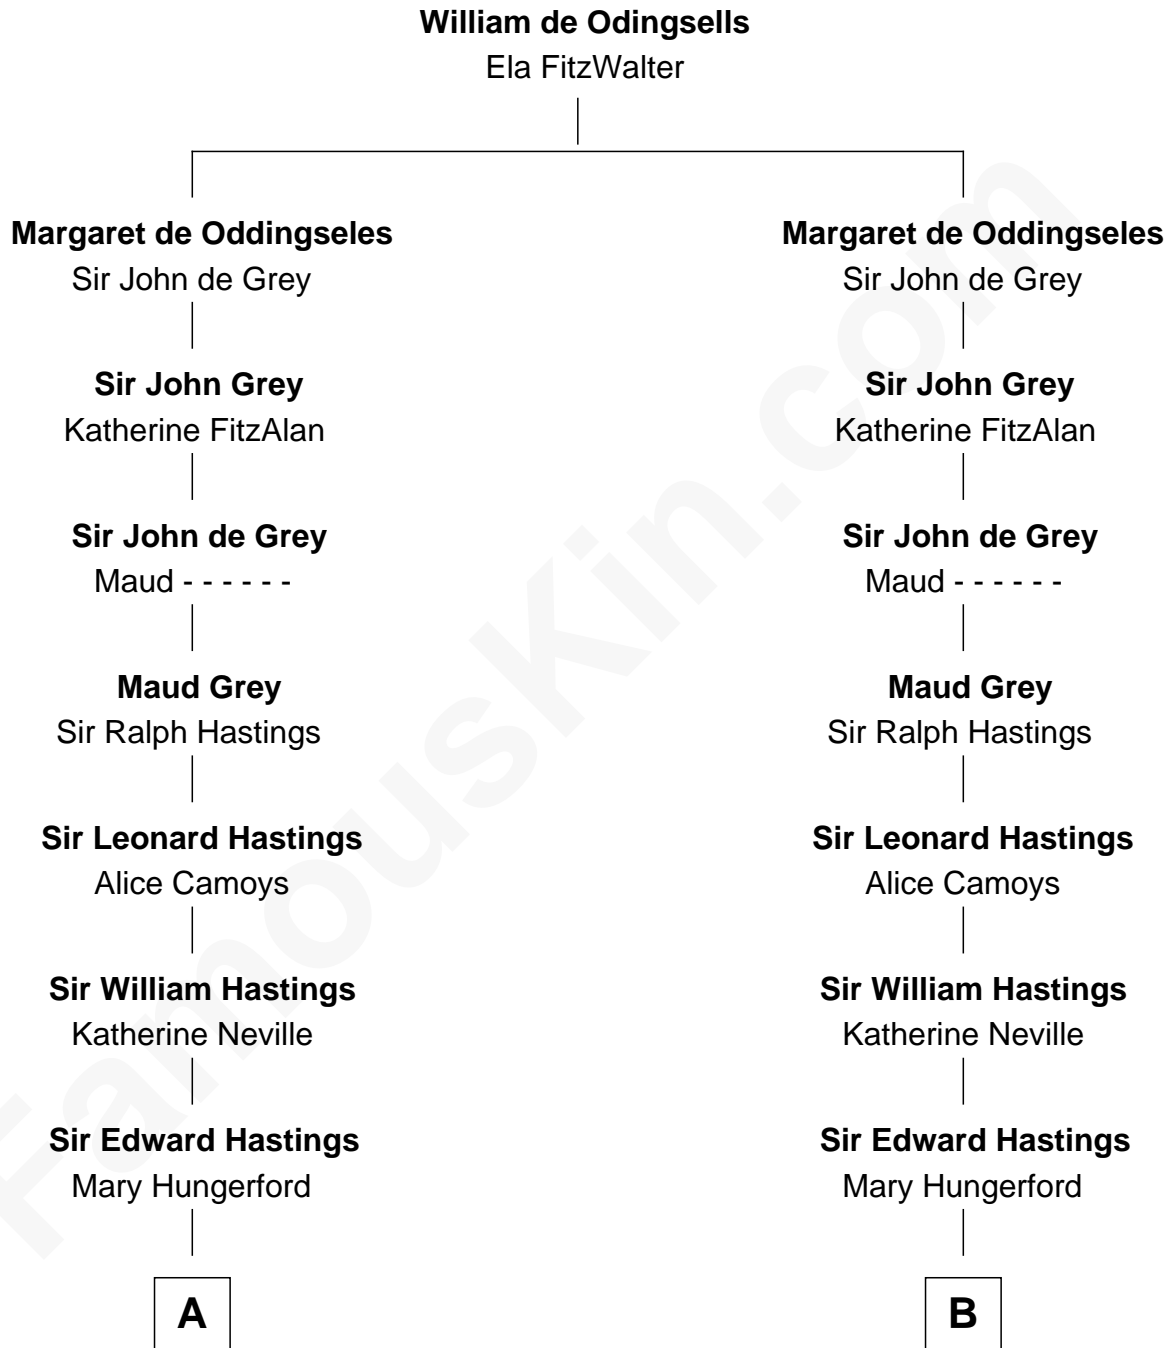 William de Odingsells
Ela FitzWalter
Margaret de Oddingseles
Sir John de Grey
Sir John Grey
Katherine FitzAlan
Sir John de Grey
Maud - - - - - -
Maud Grey
Sir Ralph Hastings
Sir Leonard Hastings
Alice Camoys
Sir William Hastings
Katherine Neville
Sir Edward Hastings
Mary Hungerford
A
Margaret de Oddingseles
Sir John de Grey
Sir John Grey
Katherine FitzAlan
Sir John de Grey
Maud - - - - - -
Maud Grey
Sir Ralph Hastings
Sir Leonard Hastings
Alice Camoys
Sir William Hastings
Katherine Neville
Sir Edward Hastings
Mary Hungerford
B
FamousKin.com